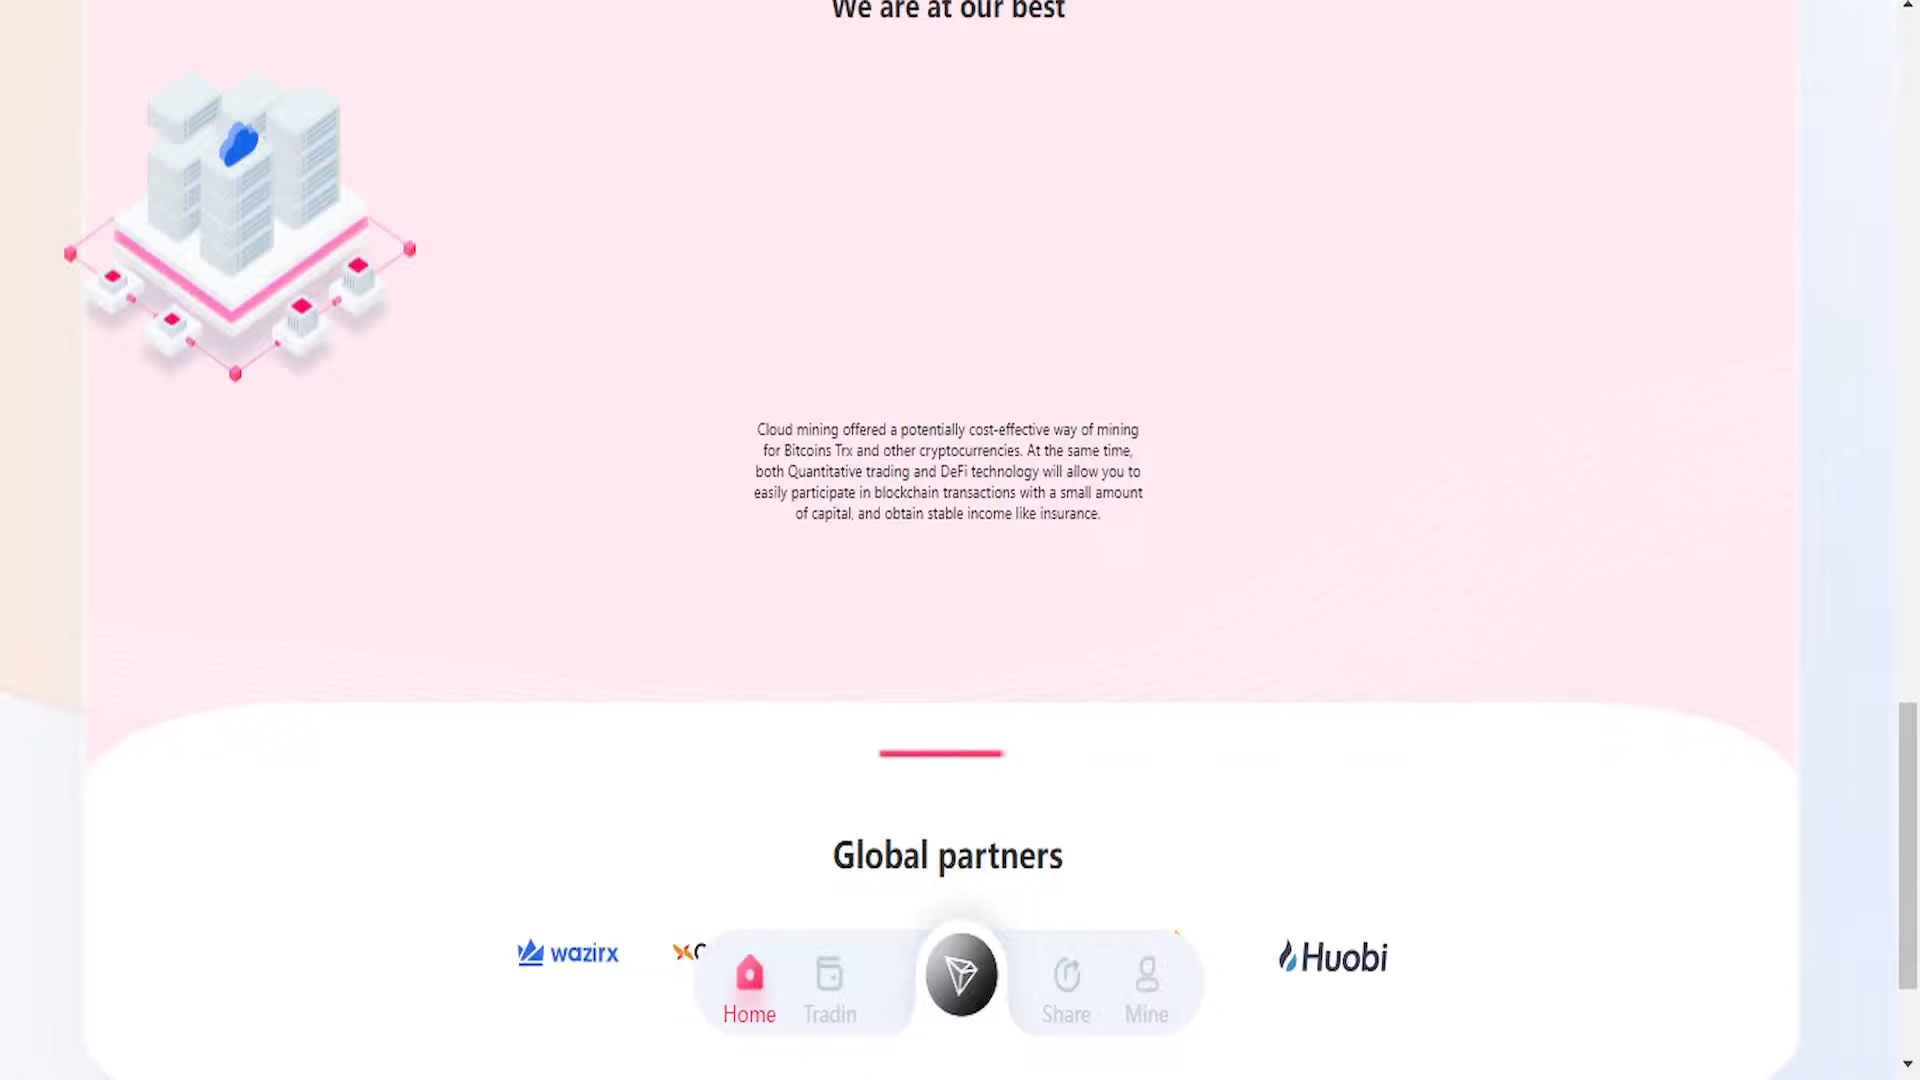 We are at our best
Cloud mining offered a potentially cost-effective way of mining
for Bitcoins Trx and other cryptocurrencies. At the same time,
both Quantitative trading and DeFi technology will allow you to
easily participate in blockchain transactions with a small amount
of capital, and obtain stable income like insurance.
Global partners
wazirx
Huobi
Home
Tradin
Share
Mine